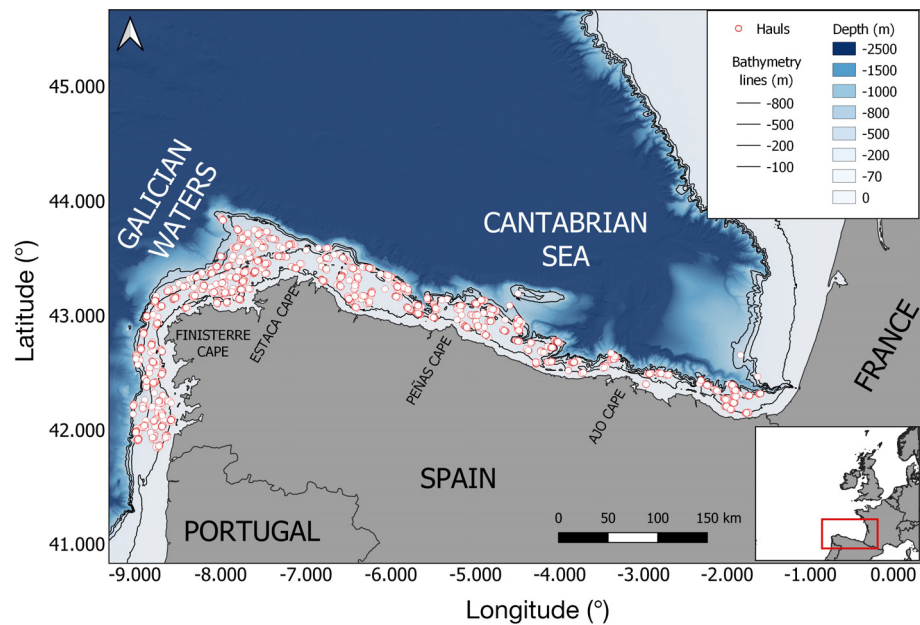 Hauls
Bathymetry
lines (m)
-800
-500
-200
-100
Depth (m)
-2500
-1500
-1000
-800
-500
-200
-70
0
45.000
44.000
43.000
42.000
41.000
Latitude (°)
GALICIAN
WATERS
CANTABRIAN
SEA
FINISTERRE
CAPE
ESTACA CAPE
PEÑAS CAPE
AJO CAPE
FRANCE
SPAIN
PORTUGAL
0 50 100 150 km
-9.000 -8.000 -7.000 -6.000 -5.000 -4.000 -3.000 -2.000 -1.000 0.000
Longitude (°)